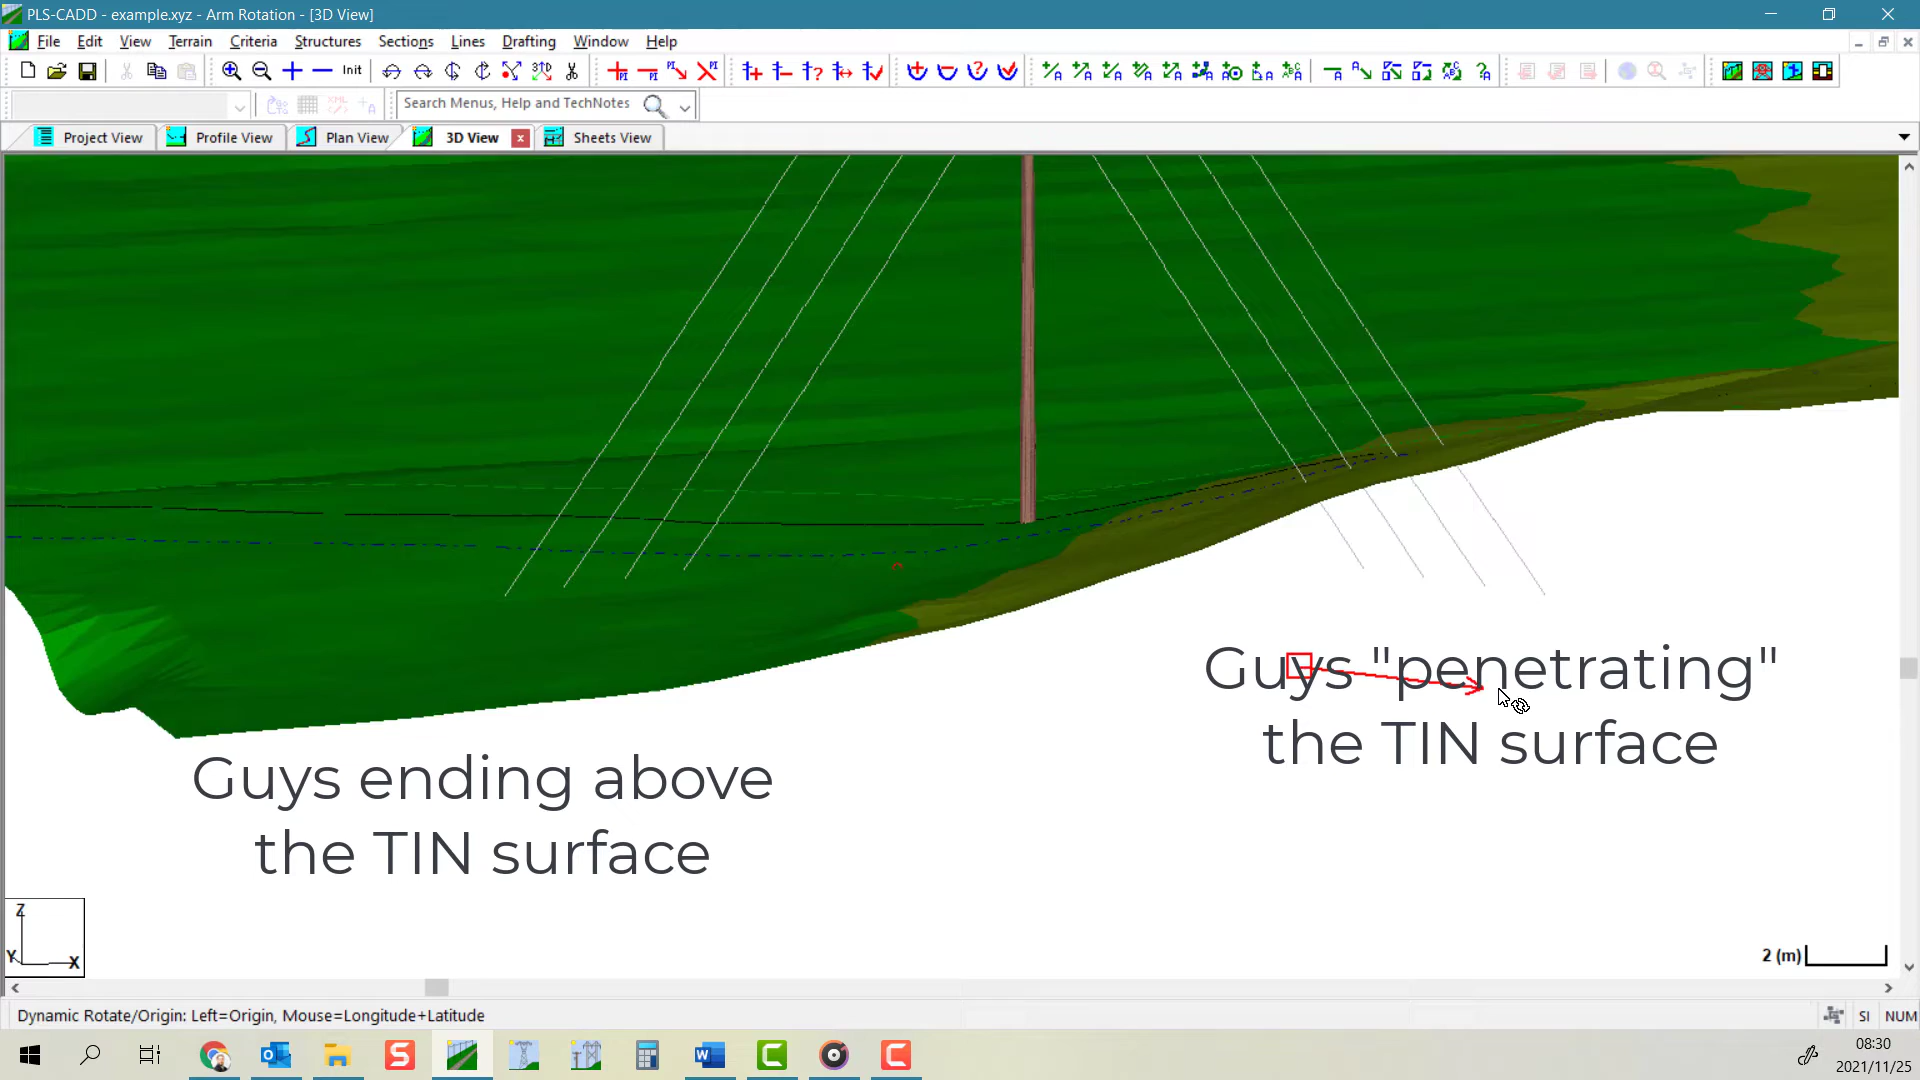 PLS-CADD - example.xyz - Arm Rotation - [3D View]
File Edit View Terrain Criteria Structures Sections Lines Drafting Window Help
Init
Search Menus, Help and TechNotes
Project View Profile View Plan View 3D View Sheets View
Guys "penetrating"
the TIN surface
Guys ending above
the TIN surface
Z
Y X
2 (m)
Dynamic Rotate/Origin: Left=Origin, Mouse=Longitude+Latitude
SI NUM
08:30
2021/11/25